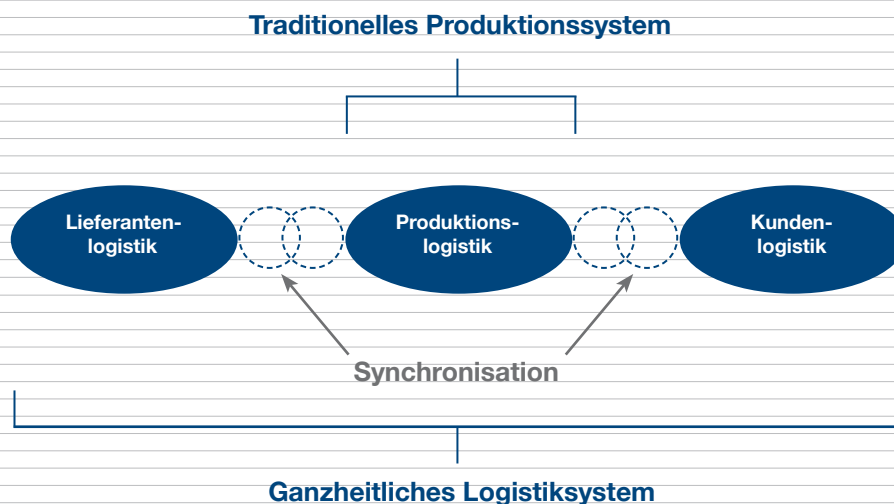 Traditionelles Produktionssystem
Lieferanten-
logistik
Produktions-
logistik
Kunden-
logistik
Synchronisation
Ganzheitliches Logistiksystem